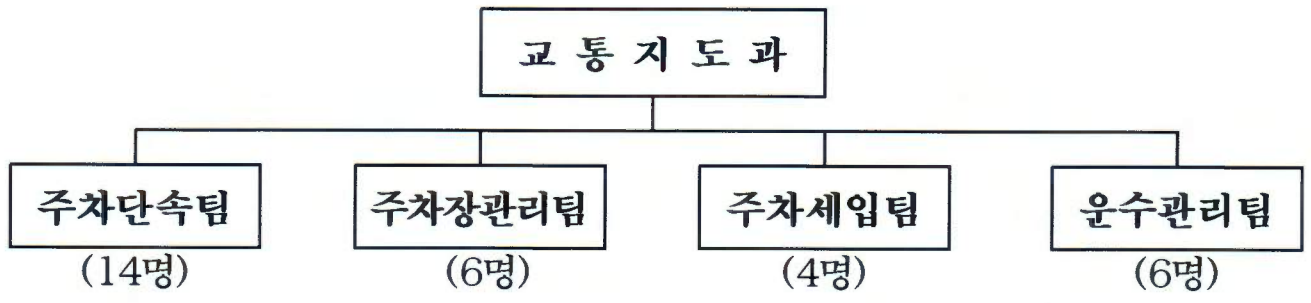 교 통 지 도 과
주차단속팀 주차장관리팀 주차세입팀 운수관리팀
(14명) (6명) (4명) (6명)